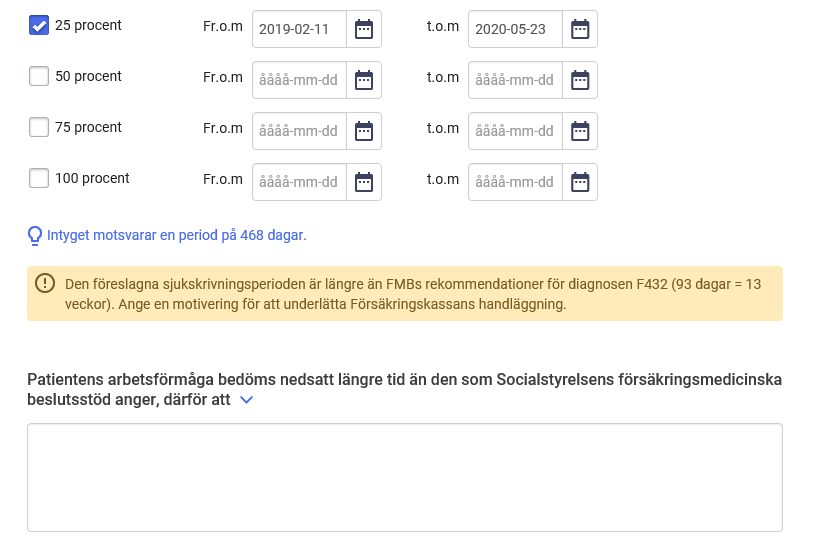 25 procent Fr.o.m 2019-02-11 t.o.m 2020-05-23
50 procent Fr.o.m åååå-mm-dd t.o.m åååå-mm-dd
75 procent Fr.o.m åååå-mm-dd t.o.m åååå-mm-dd
100 procent Fr.o.m åååå-mm-dd t.o.m åååå-mm-dd
Intyget motsvarar en period på 468 dagar.
Den föreslagna sjukskrivningsperioden är längre än FMBs rekommendationer för diagnosen F432 (93 dagar = 13
veckor). Ange en motivering för att underlätta Försäkringskassans handläggning.
Patientens arbetsförmåga bedöms nedsatt längre tid än den som Socialstyrelsens försäkringsmedicinska
beslutsstöd anger, därför att